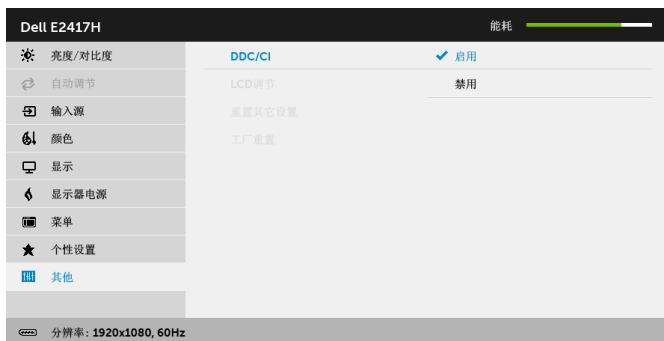 Dell E2417H 能耗
亮度/对比度 DDC/CI 启用
自动调节 LCD调节 禁用
输入源 重置其它设置
颜色 工厂重置
显示
显示器电源
菜单
个性设置
其他
分辨率: 1920x1080, 60Hz